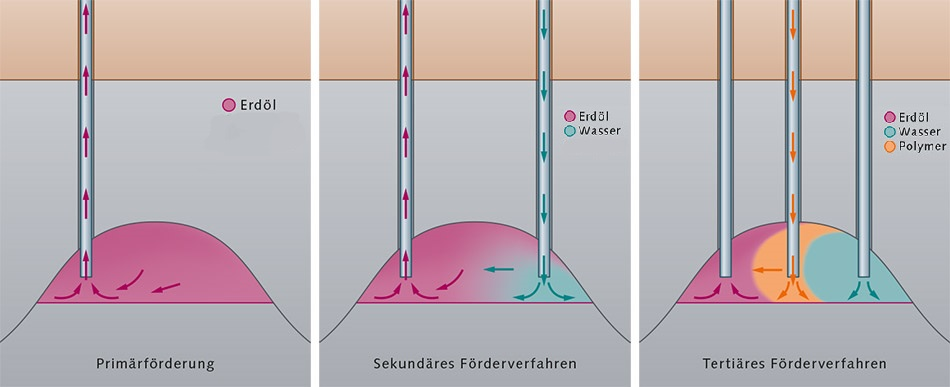 Erdöl
Primärförderung
Erdöl
Wasser
Sekundäres Förderverfahren
Erdöl
Wasser
Polymer
Tertiäres Förderverfahren